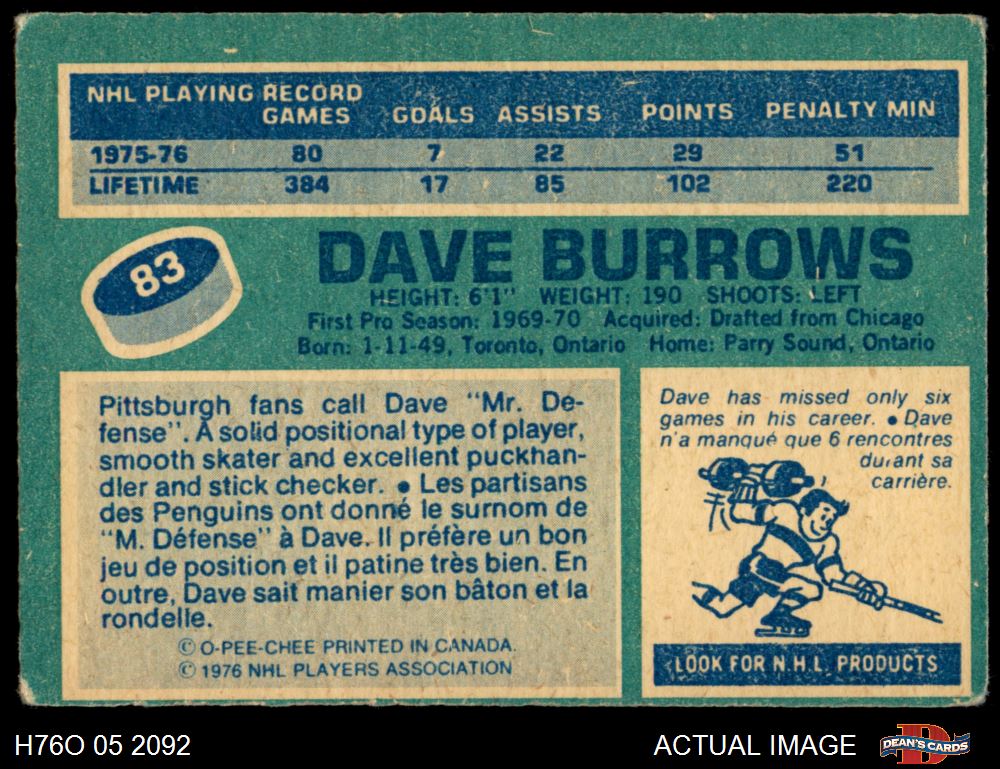 NHL PLAYING RECORD
GAMES GOALS ASSISTS POINTS PENALTY MIN
1975-76 80 7 22 29 51
LIFETIME 384 17 85 102 220
83
DAVE BURROWS
HEIGHT: 6'1" WEIGHT: 190 SHOOTS: LEFT
First Pro Season: 1969-70 Acquired: Drafted from Chicago
Born: 1-11-49, Toronto, Ontario Home: Parry Sound, Ontario
Pittsburgh fans call Dave "Mr. De-
fense". A solid positional type of player,
smooth skater and excellent puckhan-
dler and stick checker. • Les partisans
des Penguins ont donné le surnom de
"M. Défense" à Dave. Il préfère un bon
jeu de position et il patine très bien. En
outre, Dave sait manier son bâton et la
rondelle.
© O-PEE-CHEE PRINTED IN CANADA.
© 1976 NHL PLAYERS ASSOCIATION
Dave has missed only six
games in his career. • Dave
n'a manqué que 6 rencontres
durant sa
carrière.
LOOK FOR N.H.L. PRODUCTS
H76O 05 2092
ACTUAL IMAGE
DEAN'S CARDS